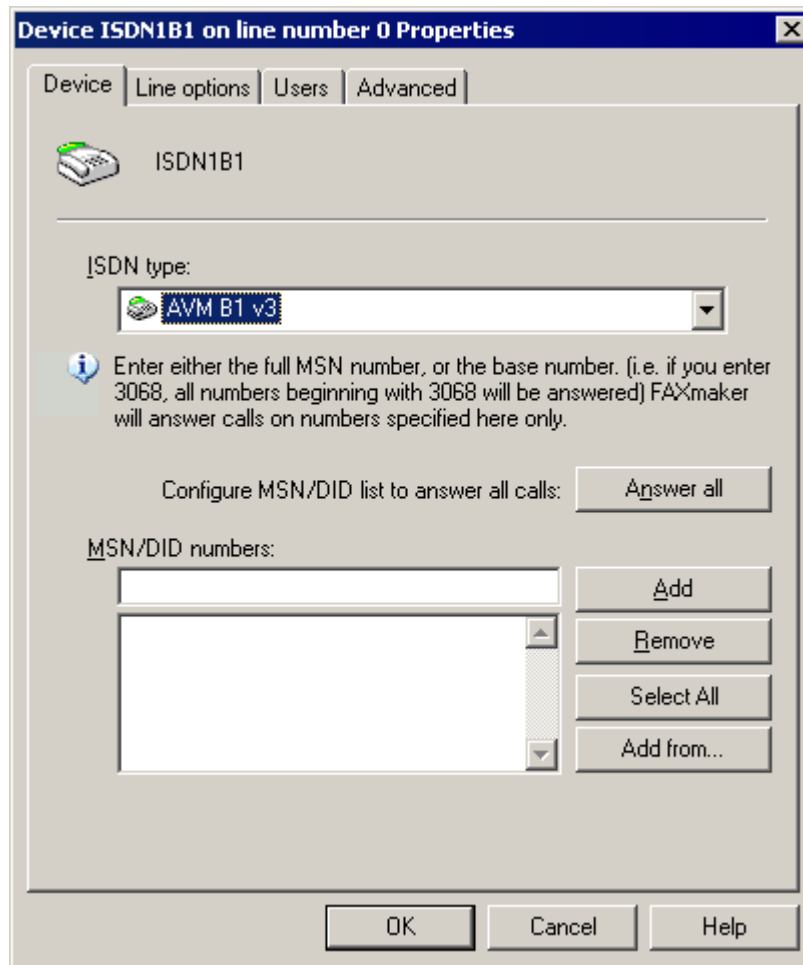 Device ISDN1B1 on line number 0 Properties
Device Line options Users Advanced
ISDN1B1
ISDN type:
AVM B1 v3
Enter either the full MSN number, or the base number. (i.e. if you enter
3068, all numbers beginning with 3068 will be answered) FAXmaker
will answer calls on numbers specified here only.
Configure MSN/DID list to answer all calls: Answer all
MSN/DID numbers:
Add
Remove
Select All
Add from...
OK Cancel Help